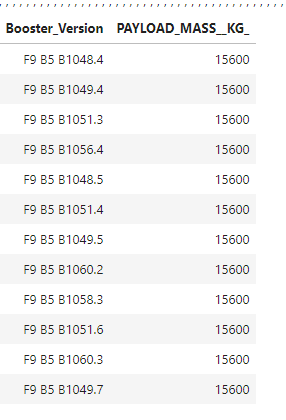 Booster_Version PAYLOAD_MASS__KG_
F9 B5 B1048.4 15600
F9 B5 B1049.4 15600
F9 B5 B1051.3 15600
F9 B5 B1056.4 15600
F9 B5 B1048.5 15600
F9 B5 B1051.4 15600
F9 B5 B1049.5 15600
F9 B5 B1060.2 15600
F9 B5 B1058.3 15600
F9 B5 B1051.6 15600
F9 B5 B1060.3 15600
F9 B5 B1049.7 15600